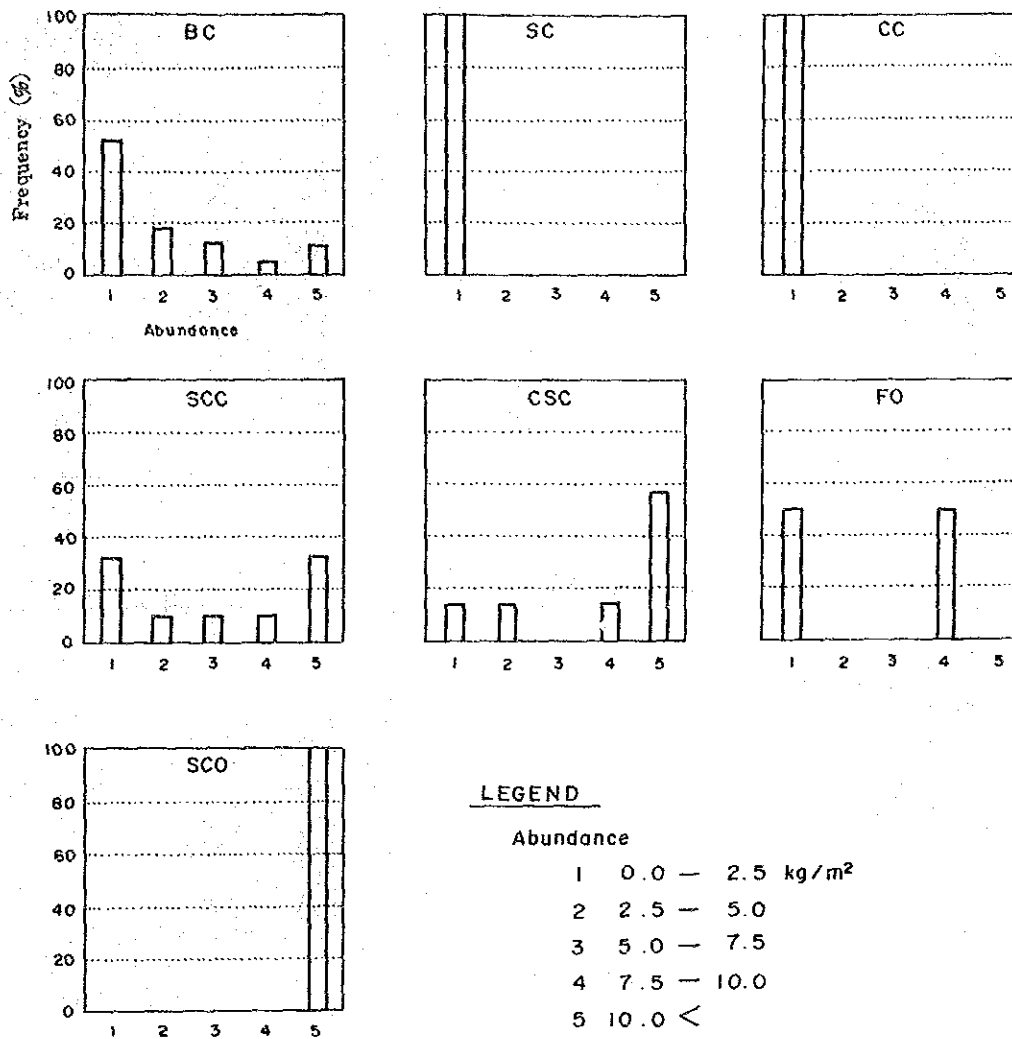 BC
SC
CC
Frequency (%)
100
80
60
40
20
0
1 2 3 4 5
1 2 3 4 5
1 2 3 4 5
Abundance
SCC
CSC
FO
100
80
60
40
20
0
1 2 3 4 5
1 2 3 4 5
1 2 3 4 5
SCO
100
80
60
40
20
0
1 2 3 4 5
LEGEND
Abundance
1 0.0 — 2.5 kg/m²
2 2.5 — 5.0
3 5.0 — 7.5
4 7.5 — 10.0
5 10.0 <